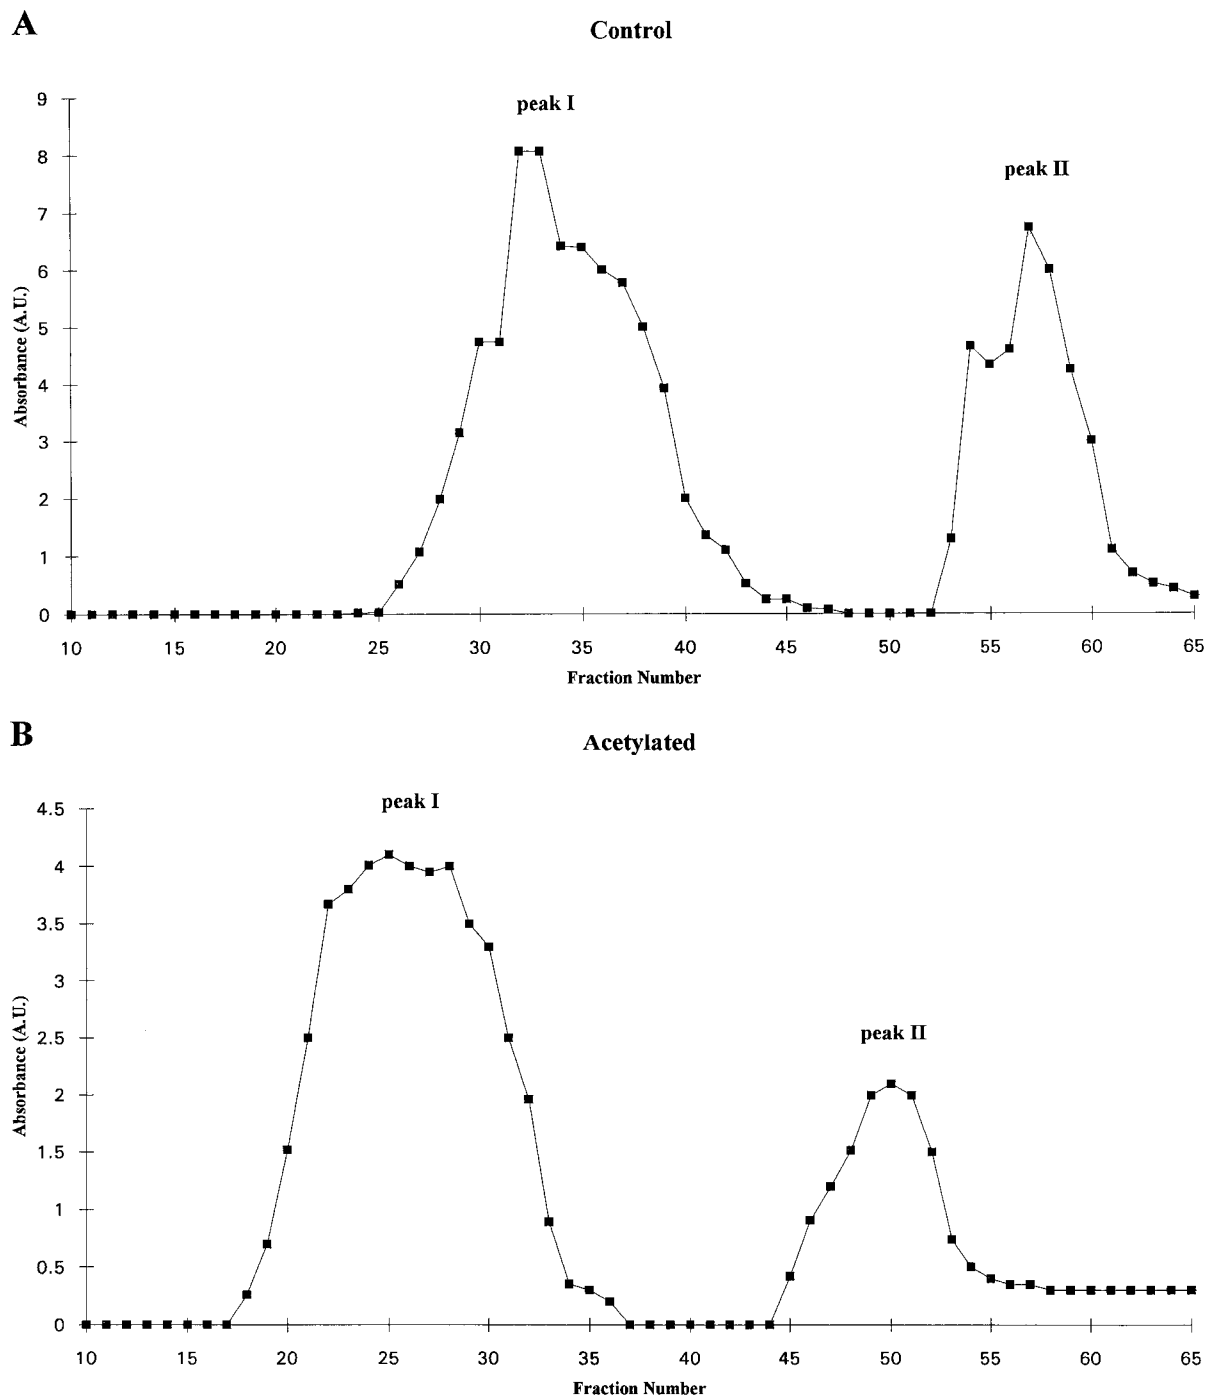 A
Control
peak I
peak II
9
8
7
6
5
4
3
2
1
0
Absorbance (A.U.)
10 15 20 25 30 35 40 45 50 55 60 65
Fraction Number
B
Acetylated
peak I
peak II
4.5
4
3.5
3
2.5
2
1.5
1
0.5
0
Absorbance (A.U.)
10 15 20 25 30 35 40 45 50 55 60 65
Fraction Number